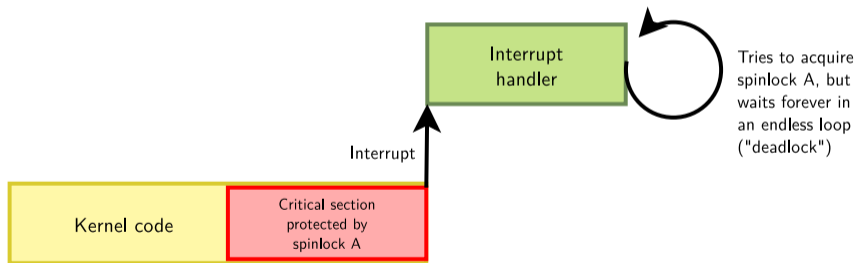 Interrupt
handler
Tries to acquire
spinlock A, but
waits forever in
an endless loop
("deadlock")
Interrupt
Kernel code
Critical section
protected by
spinlock A